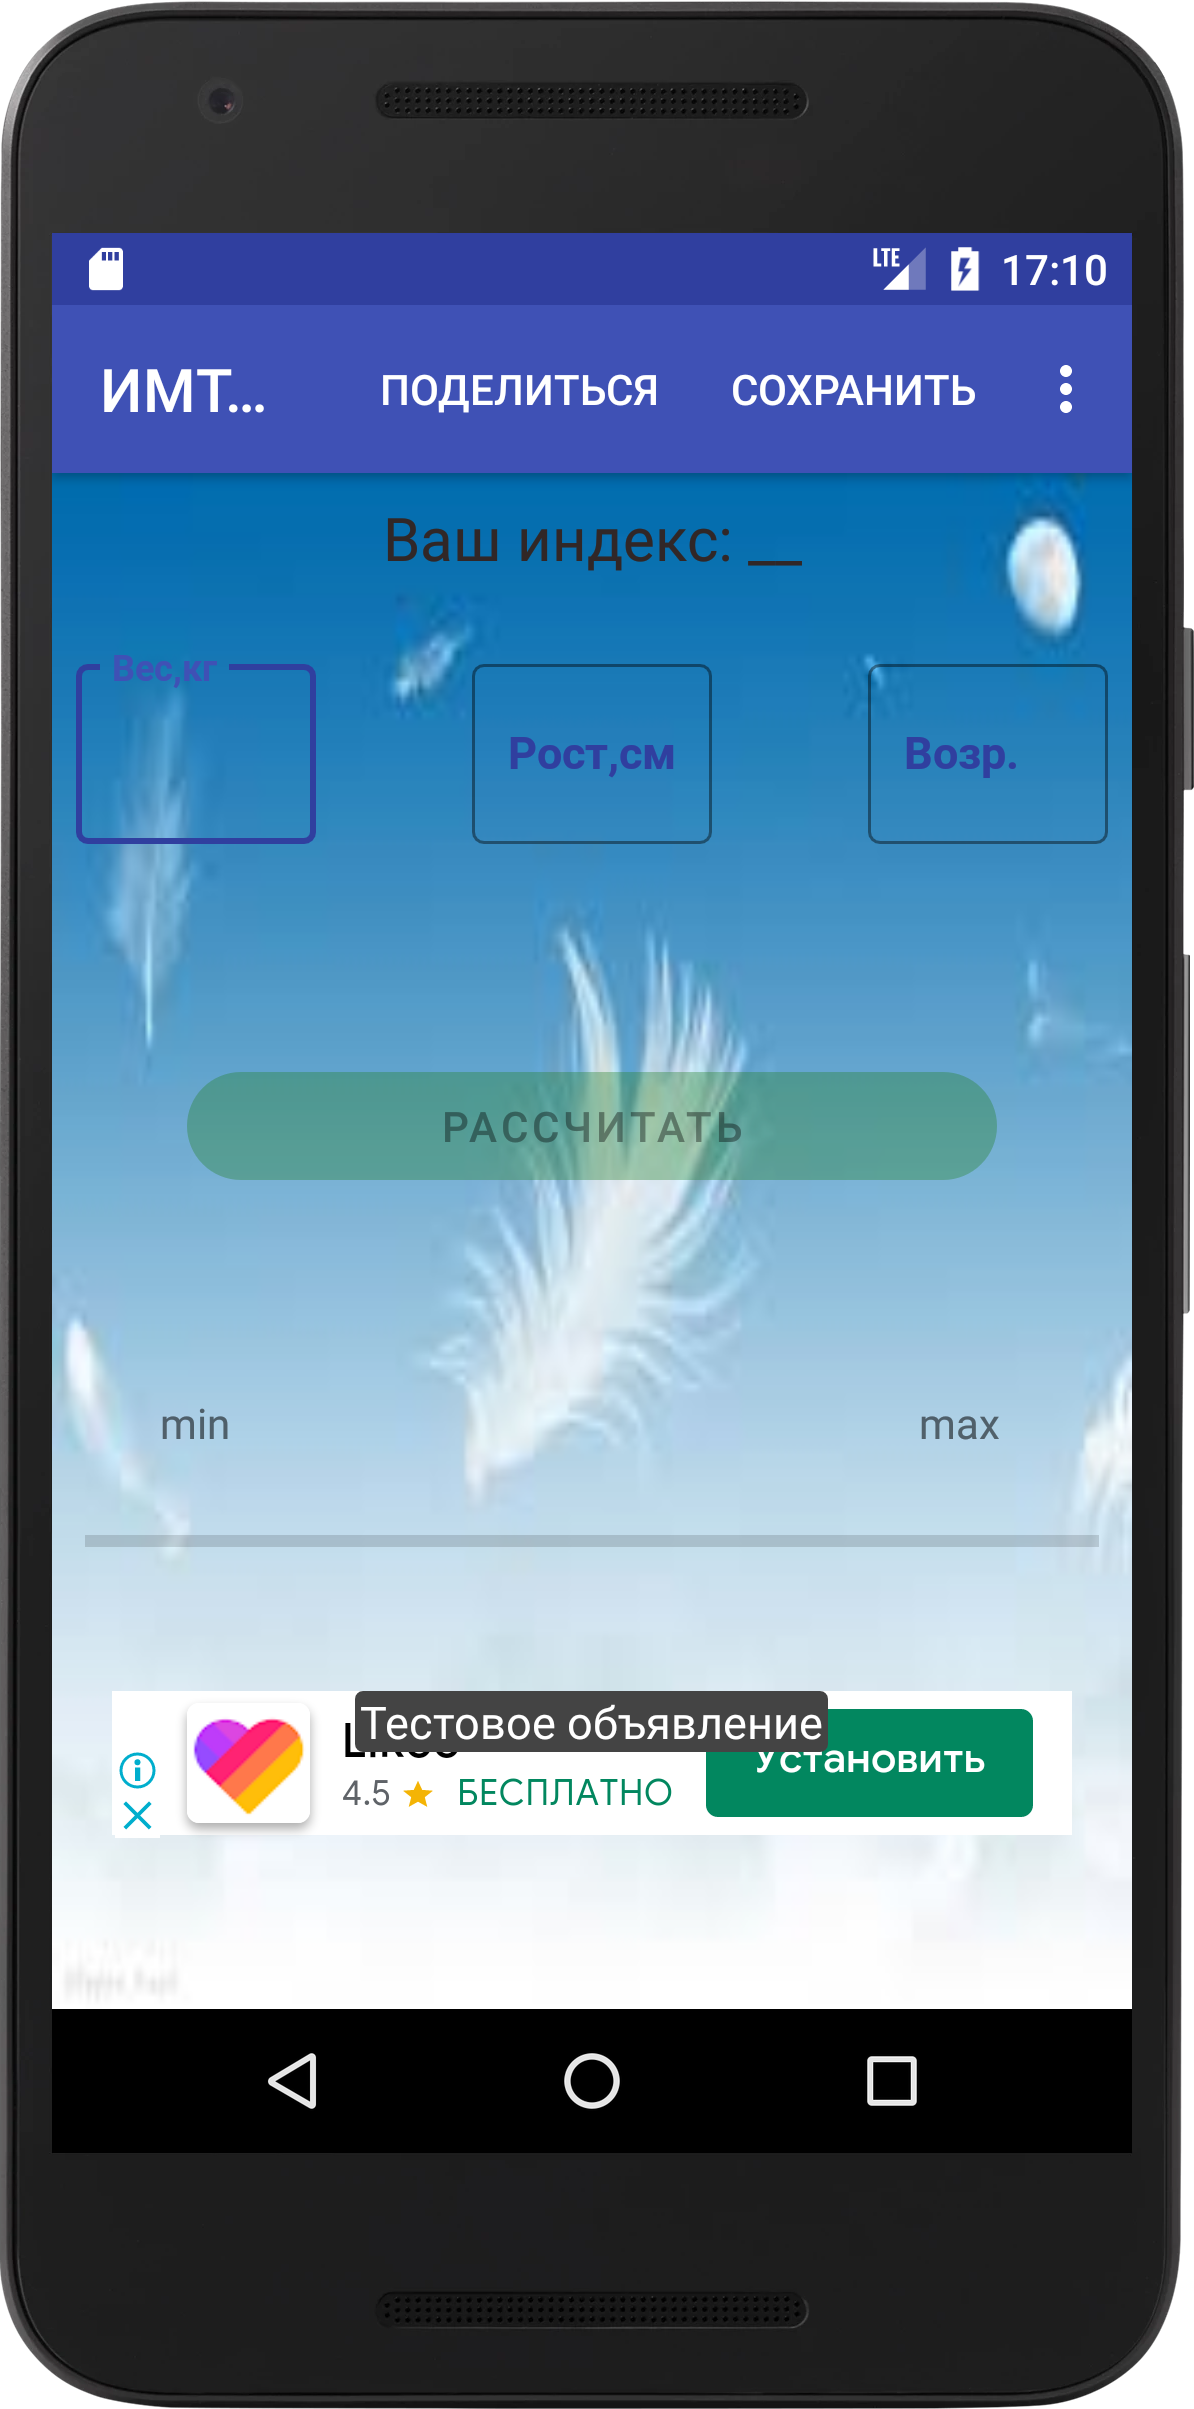 LTE 17:10
ИМТ... ПОДЕЛИТЬСЯ СОХРАНИТЬ
Ваш индекс: __
Вес,кг
Рост,см
Возр.
РАССЧИТАТЬ
min max
Тестовое объявление
4.5 БЕСПЛАТНО
Установить